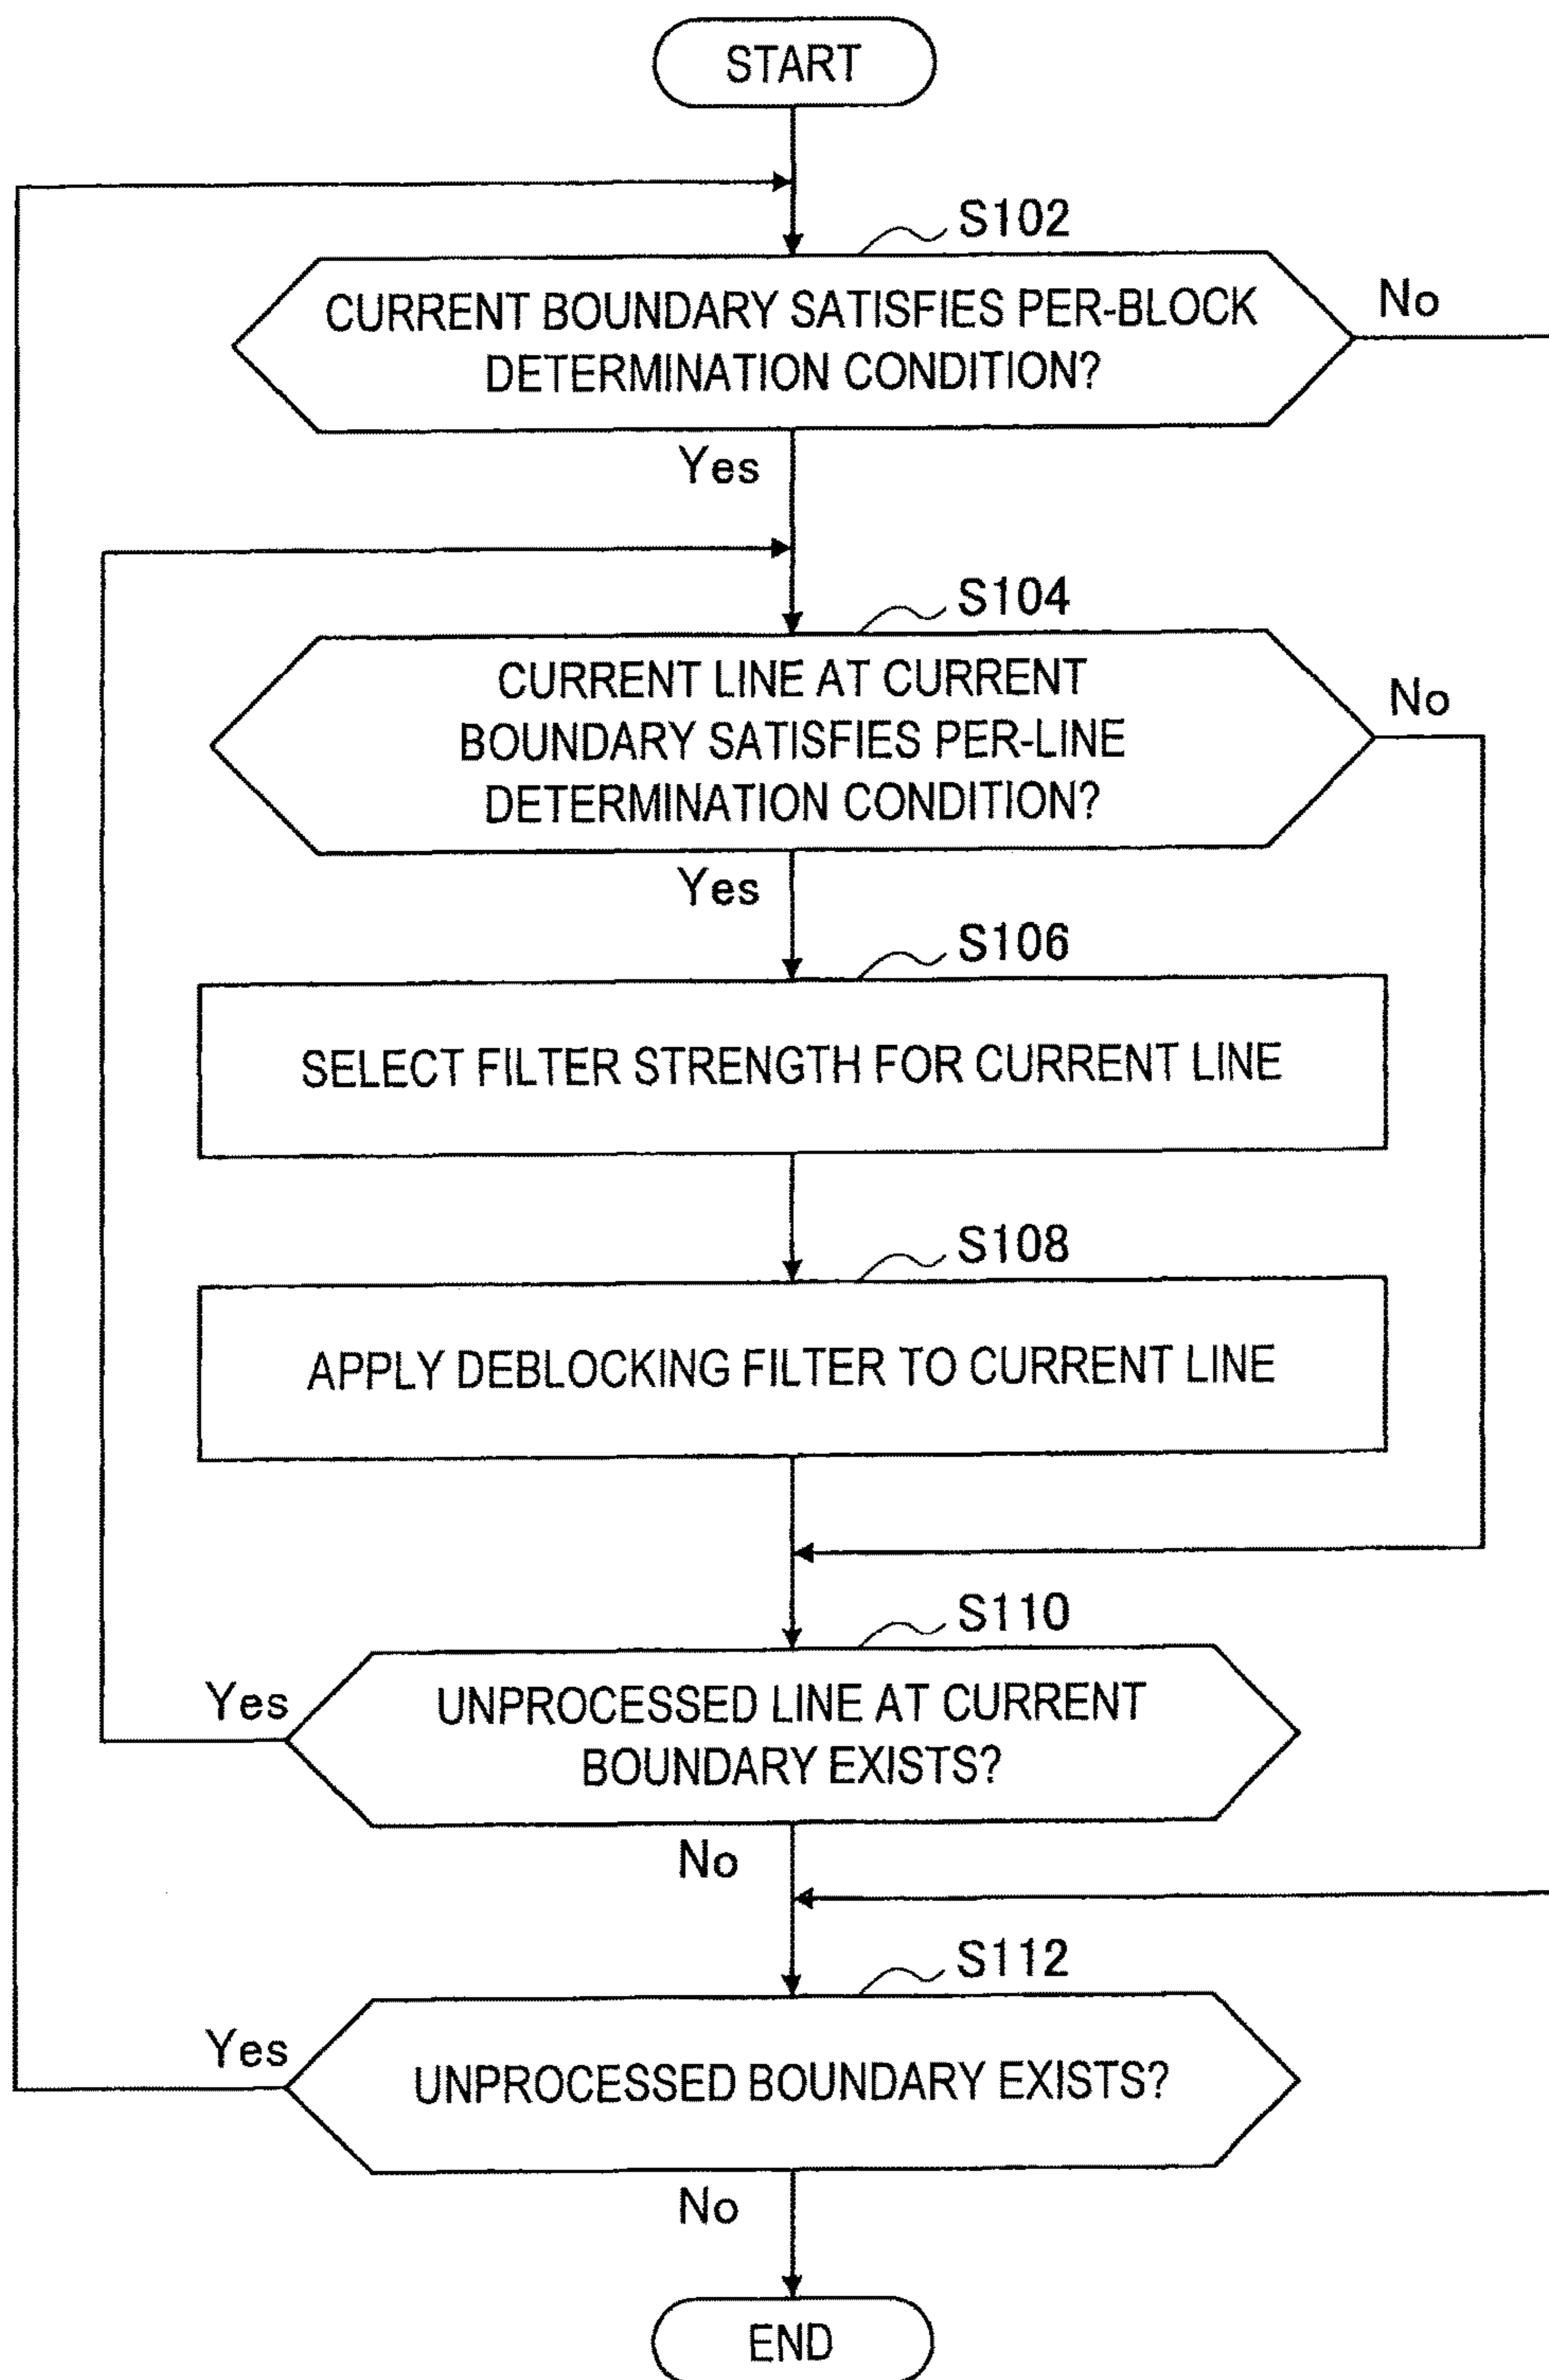 START
S102
CURRENT BOUNDARY SATISFIES PER-BLOCK
DETERMINATION CONDITION?
No
Yes
S104
CURRENT LINE AT CURRENT
BOUNDARY SATISFIES PER-LINE
DETERMINATION CONDITION?
No
Yes
S106
SELECT FILTER STRENGTH FOR CURRENT LINE
S108
APPLY DEBLOCKING FILTER TO CURRENT LINE
S110
Yes
UNPROCESSED LINE AT CURRENT
BOUNDARY EXISTS?
No
S112
Yes
UNPROCESSED BOUNDARY EXISTS?
No
END